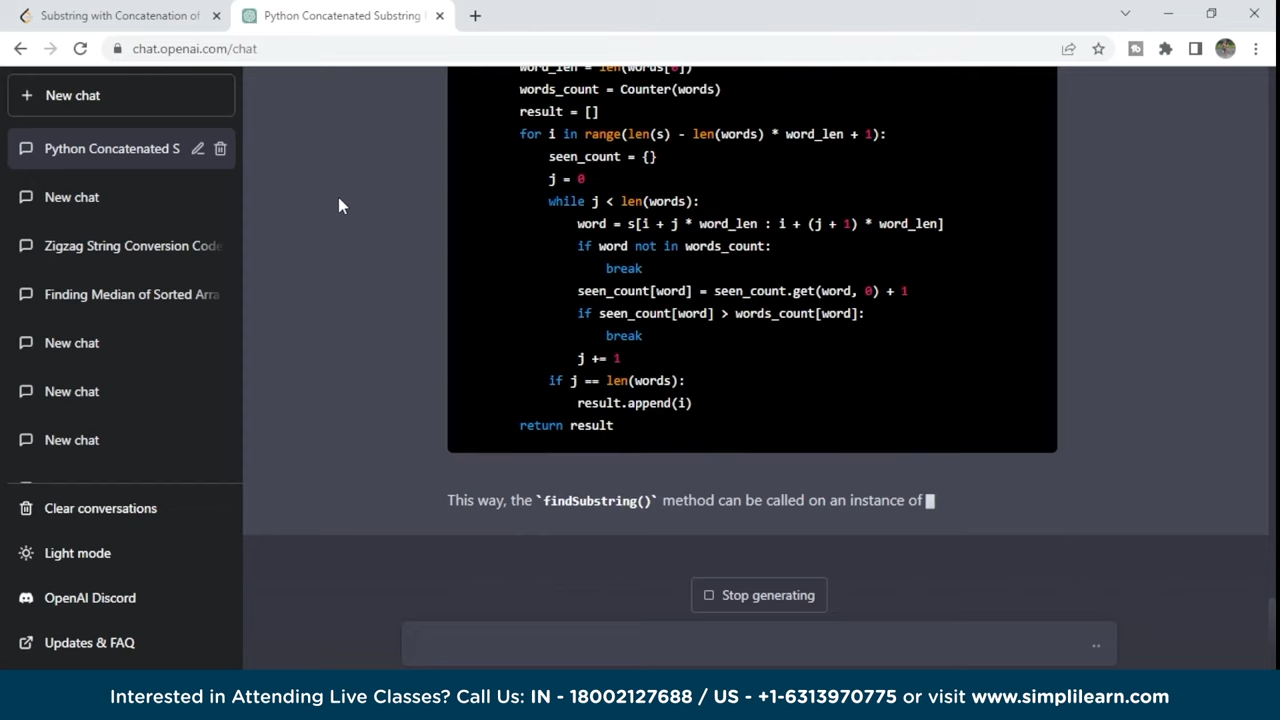 Substring with Concatenation of
Python Concatenated Substring
chat.openai.com/chat
New chat
Python Concatenated S
New chat
Zigzag String Conversion Code
Finding Median of Sorted Arra
New chat
New chat
New chat
Clear conversations
Light mode
OpenAI Discord
Updates & FAQ
word_len = len(words[0])
words_count = Counter(words)
result = []
for i in range(len(s) - len(words) * word_len + 1):
seen_count = {}
j = 0
while j < len(words):
word = s[i + j * word_len : i + (j + 1) * word_len]
if word not in words_count:
break
seen_count[word] = seen_count.get(word, 0) + 1
if seen_count[word] > words_count[word]:
break
j += 1
if j == len(words):
result.append(i)
return result
This way, the `findSubstring()` method can be called on an instance of
Stop generating
Interested in Attending Live Classes? Call Us: IN - 18002127688 / US - +1-6313970775 or visit www.simplilearn.com